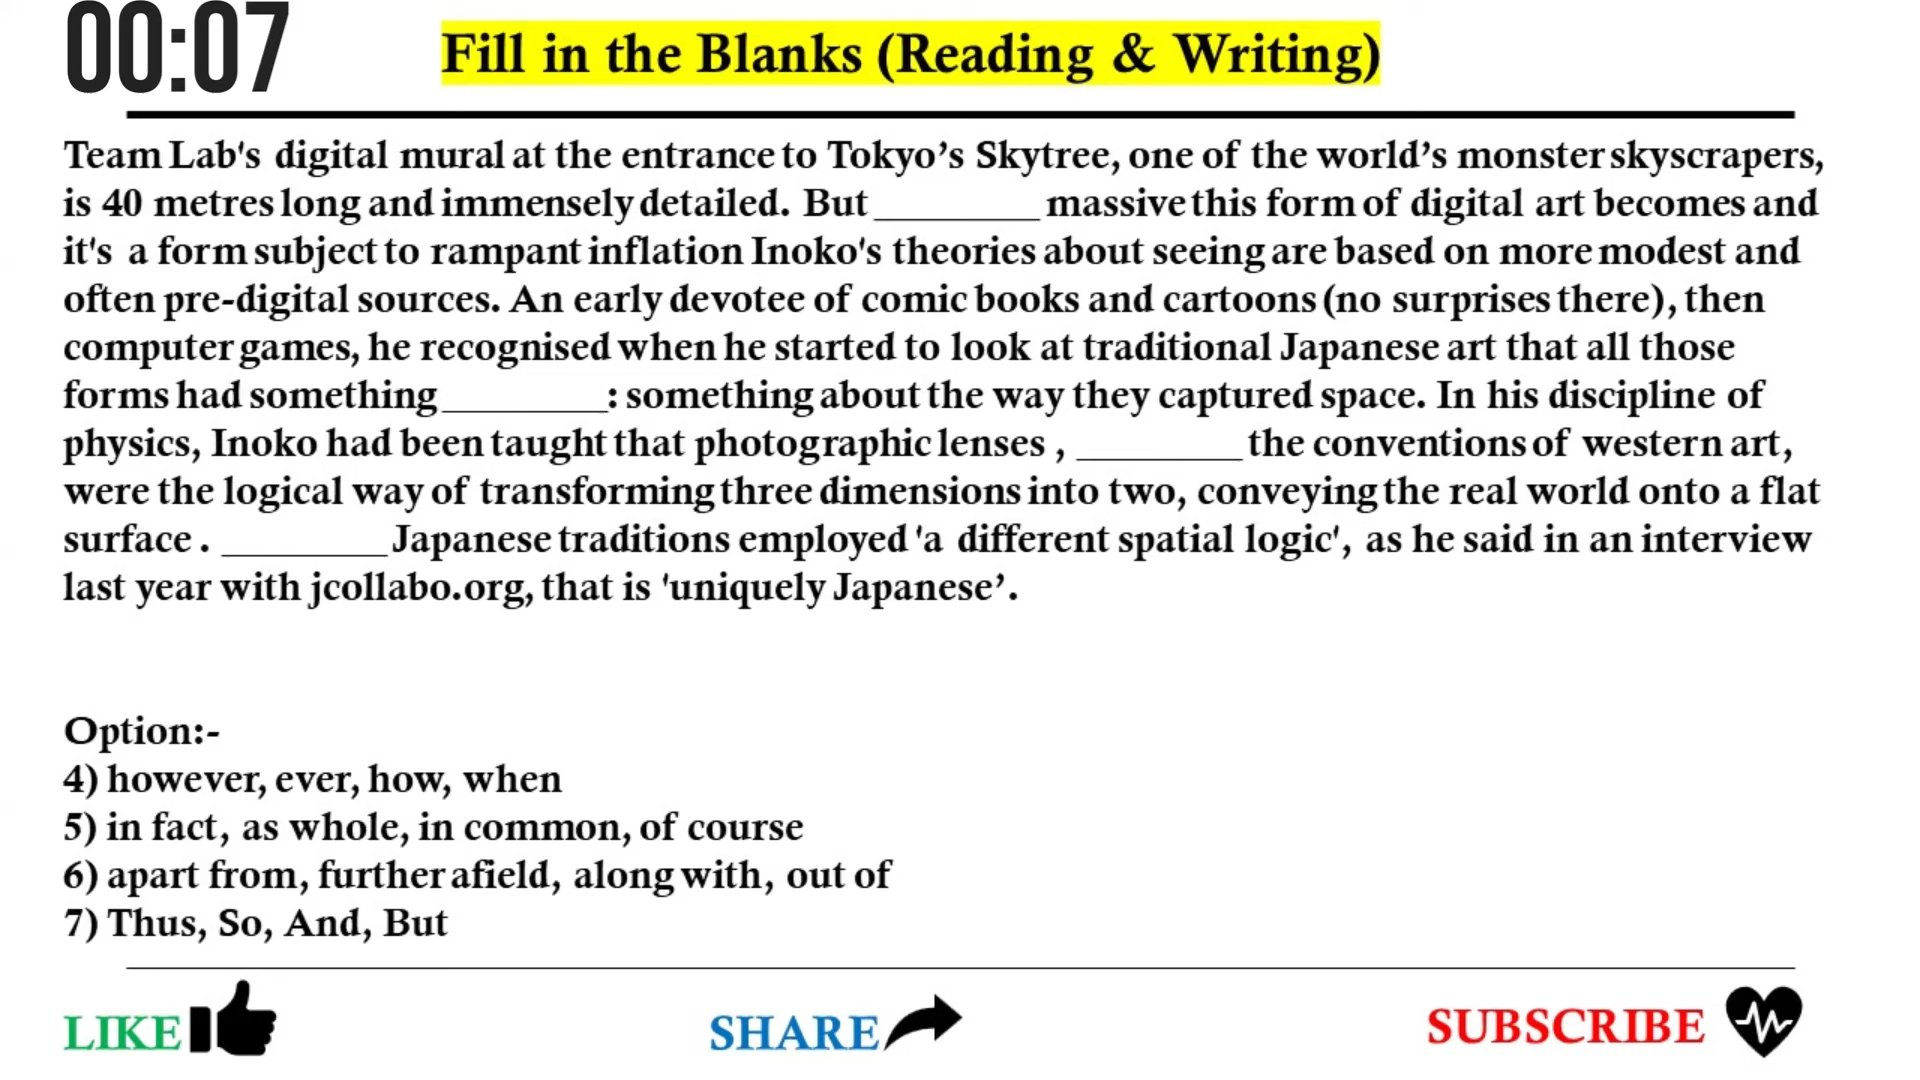 00:07
Fill in the Blanks (Reading & Writing)
Team Lab's digital mural at the entrance to Tokyo’s Skytree, one of the world’s monster skyscrapers,
is 40 metres long and immensely detailed. But ________ massive this form of digital art becomes and
it's a form subject to rampant inflation Inoko's theories about seeing are based on more modest and
often pre-digital sources. An early devotee of comic books and cartoons (no surprises there), then
computer games, he recognised when he started to look at traditional Japanese art that all those
forms had something ________: something about the way they captured space. In his discipline of
physics, Inoko had been taught that photographic lenses , ________ the conventions of western art,
were the logical way of transforming three dimensions into two, conveying the real world onto a flat
surface . ________ Japanese traditions employed 'a different spatial logic', as he said in an interview
last year with jcollabo.org, that is 'uniquely Japanese’.
Option:-
4) however, ever, how, when
5) in fact, as whole, in common, of course
6) apart from, further afield, along with, out of
7) Thus, So, And, But
LIKE SHARE SUBSCRIBE